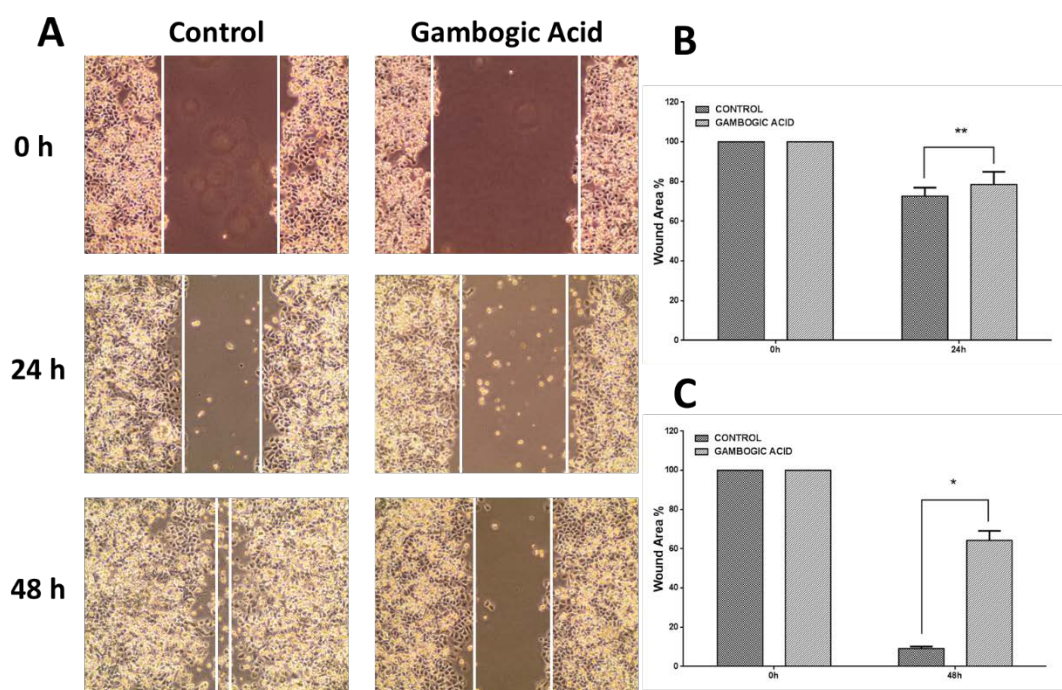 A
Control
Gambogic Acid
0 h
24 h
48 h
B
120
100
80
60
40
20
0
Wound Area %
CONTROL
GAMBOGIC ACID
**
0h
24h
C
120
100
80
60
40
20
0
Wound Area %
CONTROL
GAMBOGIC ACID
*
0h
48h